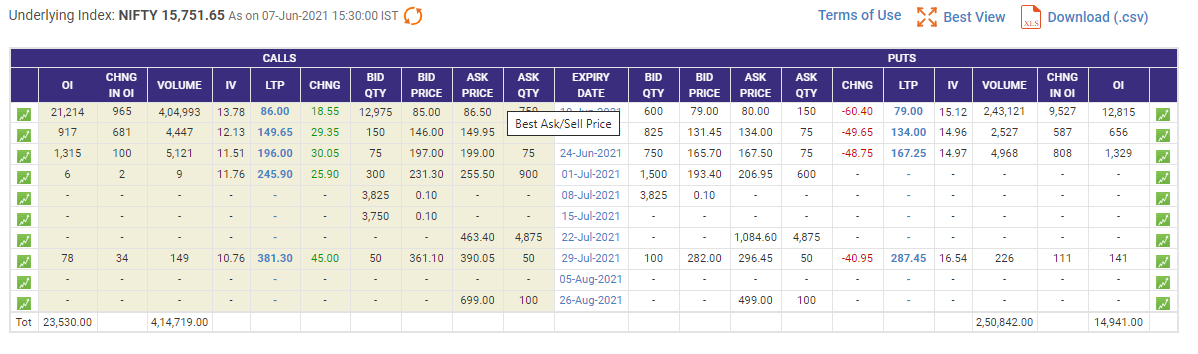 Underlying Index: NIFTY 15,751.65 As on 07-Jun-2021 15:30:00 IST Terms of Use Best View XLS Download (.csv)
CALLS PUTS
OI CHNG IN OI VOLUME IV LTP CHNG BID QTY BID PRICE ASK PRICE ASK QTY EXPIRY DATE BID QTY BID PRICE ASK PRICE ASK QTY CHNG LTP IV VOLUME CHNG IN OI OI
21,214 965 4,04,993 13.78 86.00 18.55 12,975 85.00 86.50 600 79.00 80.00 150 -60.40 79.00 15.12 2,43,121 9,527 12,815
Best Ask/Sell Price
917 681 4,447 12.13 149.65 29.35 150 146.00 149.95 825 131.45 134.00 75 -49.65 134.00 14.96 2,527 587 656
1,315 100 5,121 11.51 196.00 30.05 75 197.00 199.00 75 24-Jun-2021 750 165.70 167.50 75 -48.75 167.25 14.97 4,968 808 1,329
6 2 9 11.76 245.90 25.90 300 231.30 255.50 900 01-Jul-2021 1,500 193.40 206.95 600 - - - - - -
- - - - - - 3,825 0.10 - - 08-Jul-2021 3,825 0.10 - - - - - - - -
- - - - - - 3,750 0.10 - - 15-Jul-2021 - - - - - - - - - -
- - - - - - - - 463.40 4,875 22-Jul-2021 - - 1,084.60 4,875 - - - - - -
78 34 149 10.76 381.30 45.00 50 361.10 390.05 50 29-Jul-2021 100 282.00 296.45 50 -40.95 287.45 16.54 226 111 141
- - - - - - - - - - 05-Aug-2021 - - - - - - - - - -
- - - - - - - - 699.00 100 26-Aug-2021 - - 499.00 100 - - - - - -
Tot 23,530.00 4,14,719.00 2,50,842.00 14,941.00